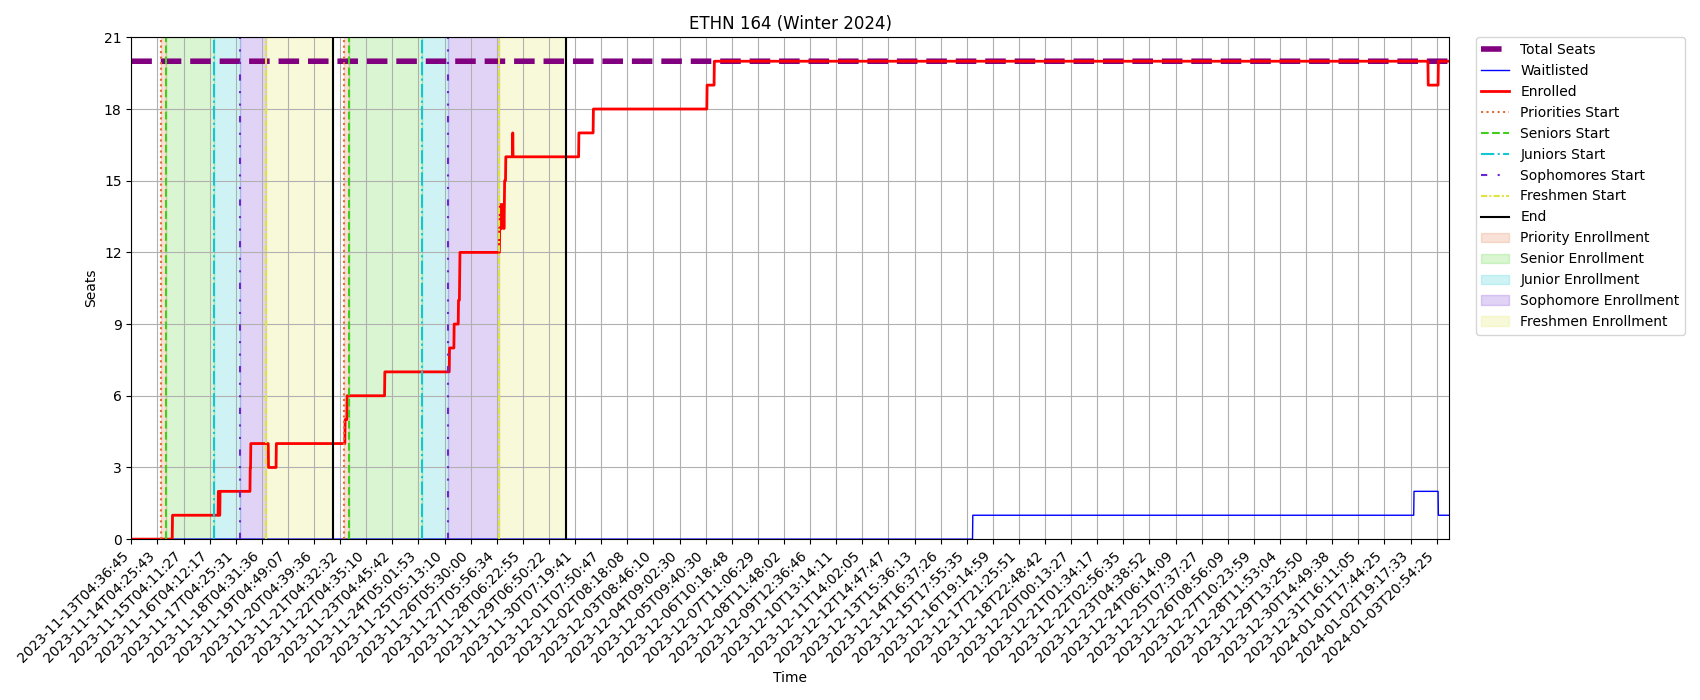 ETHN 164 (Winter 2024)
Seats
21
18
15
12
9
6
3
0
2023-11-13T04:36:45
2023-11-14T04:25:43
2023-11-15T04:11:27
2023-11-16T04:12:17
2023-11-17T04:25:31
2023-11-18T04:31:36
2023-11-19T04:49:07
2023-11-20T04:39:36
2023-11-21T04:32:32
2023-11-22T04:35:10
2023-11-23T04:45:42
2023-11-24T05:01:53
2023-11-25T05:13:10
2023-11-26T05:30:00
2023-11-27T05:56:34
2023-11-28T06:22:55
2023-11-29T06:50:22
2023-11-30T07:19:41
2023-12-01T07:50:47
2023-12-02T08:18:08
2023-12-03T08:46:10
2023-12-04T09:02:30
2023-12-05T09:40:30
2023-12-06T10:18:48
2023-12-07T11:06:29
2023-12-08T11:48:02
2023-12-09T12:36:46
2023-12-10T13:14:11
2023-12-11T14:02:05
2023-12-12T14:47:47
2023-12-13T15:36:13
2023-12-14T16:37:26
2023-12-15T17:55:35
2023-12-16T19:14:59
2023-12-17T21:25:51
2023-12-18T22:48:42
2023-12-20T00:13:27
2023-12-21T01:34:17
2023-12-22T02:56:35
2023-12-23T04:38:52
2023-12-24T06:14:09
2023-12-25T07:37:27
2023-12-26T08:56:09
2023-12-27T10:23:59
2023-12-28T11:53:04
2023-12-29T13:25:50
2023-12-30T14:49:38
2023-12-31T16:11:05
2024-01-01T17:44:25
2024-01-02T19:17:33
2024-01-03T20:54:25
Time
Total Seats
Waitlisted
Enrolled
Priorities Start
Seniors Start
Juniors Start
Sophomores Start
Freshmen Start
End
Priority Enrollment
Senior Enrollment
Junior Enrollment
Sophomore Enrollment
Freshmen Enrollment